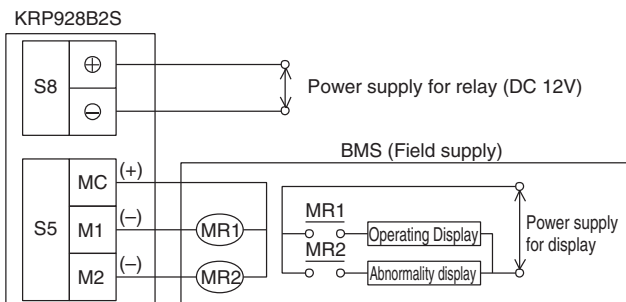 KRP928B2S
S8
⊕
⊖
Power supply for relay (DC 12V)
BMS (Field supply)
S5
MC (+)
M1 (–)
M2 (–)
MR1
MR2
MR1
Operating Display
MR2
Abnormality display
Power supply
for display